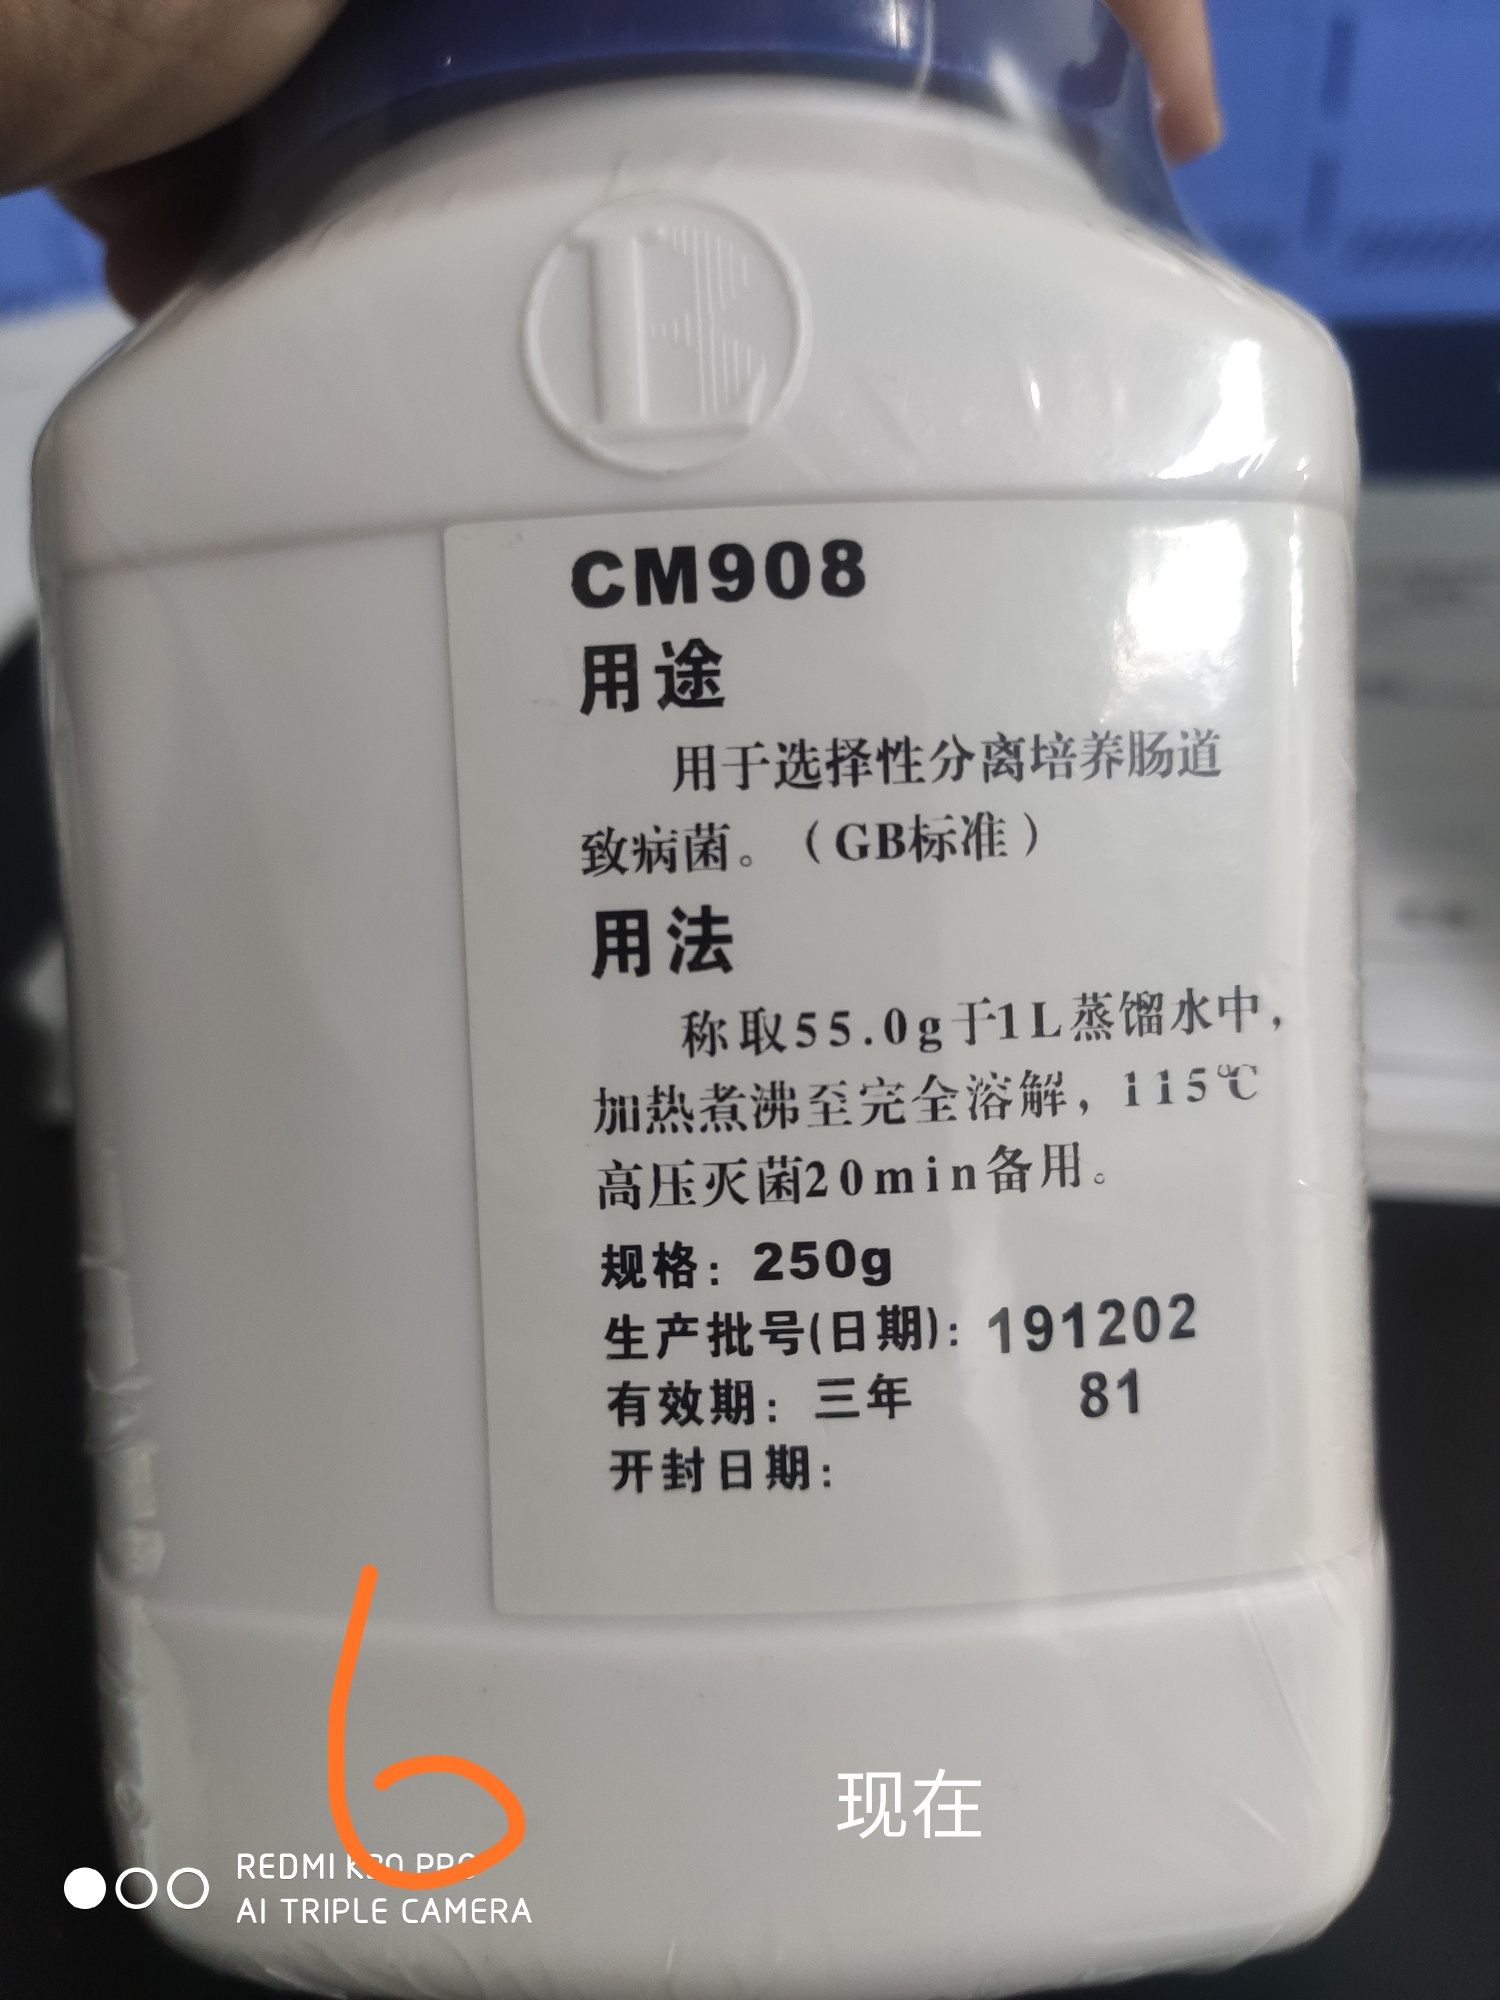 CM908
用途
用于选择性分离培养肠道
致病菌。（GB标准）
用法
称取55.0g于1L蒸馏水中，
加热煮沸至完全溶解，115℃
高压灭菌20min备用。
规格：250g
生产批号(日期)：191202
有效期：三年 81
开封日期：
6
现在
REDMI K30 PRO
AI TRIPLE CAMERA